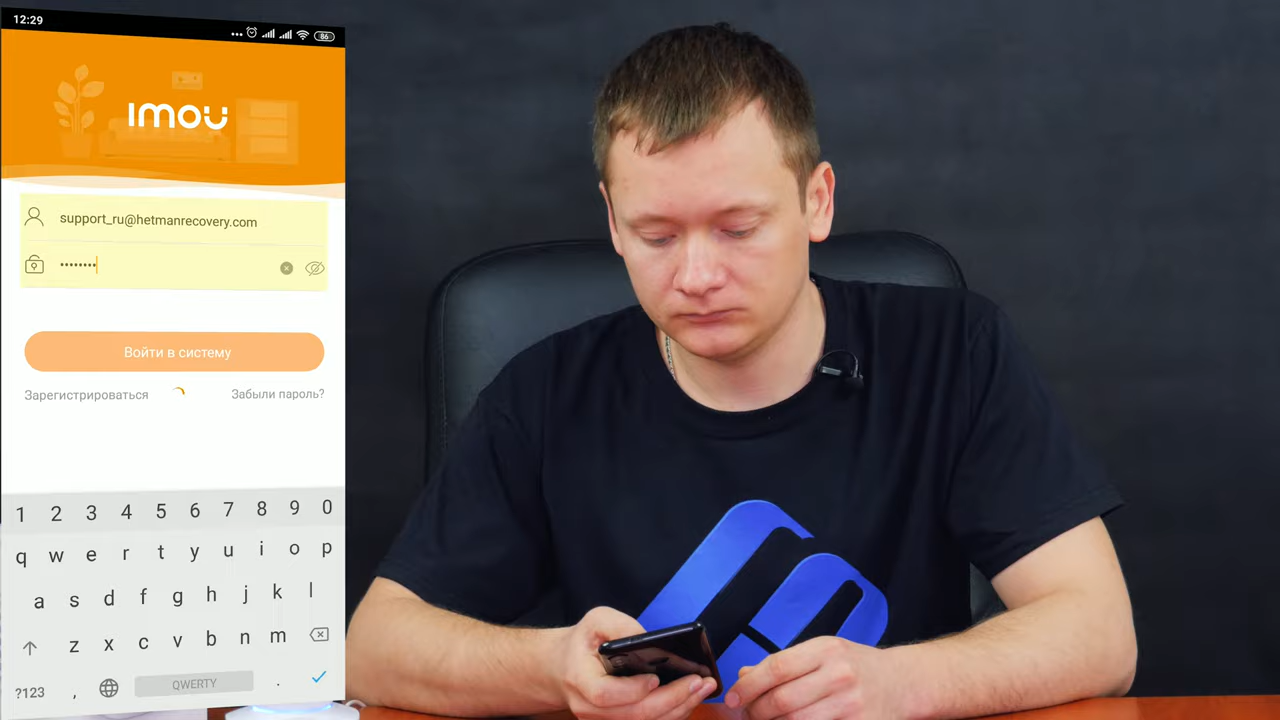 12:29
86
imou
support_ru@hetmanrecovery.com
••••••••
Войти в систему
Зарегистрироваться
Забыли пароль?
1 2 3 4 5 6 7 8 9 0
q w e r t y u i o p
a s d f g h j k l
z x c v b n m
?123 , QWERTY .